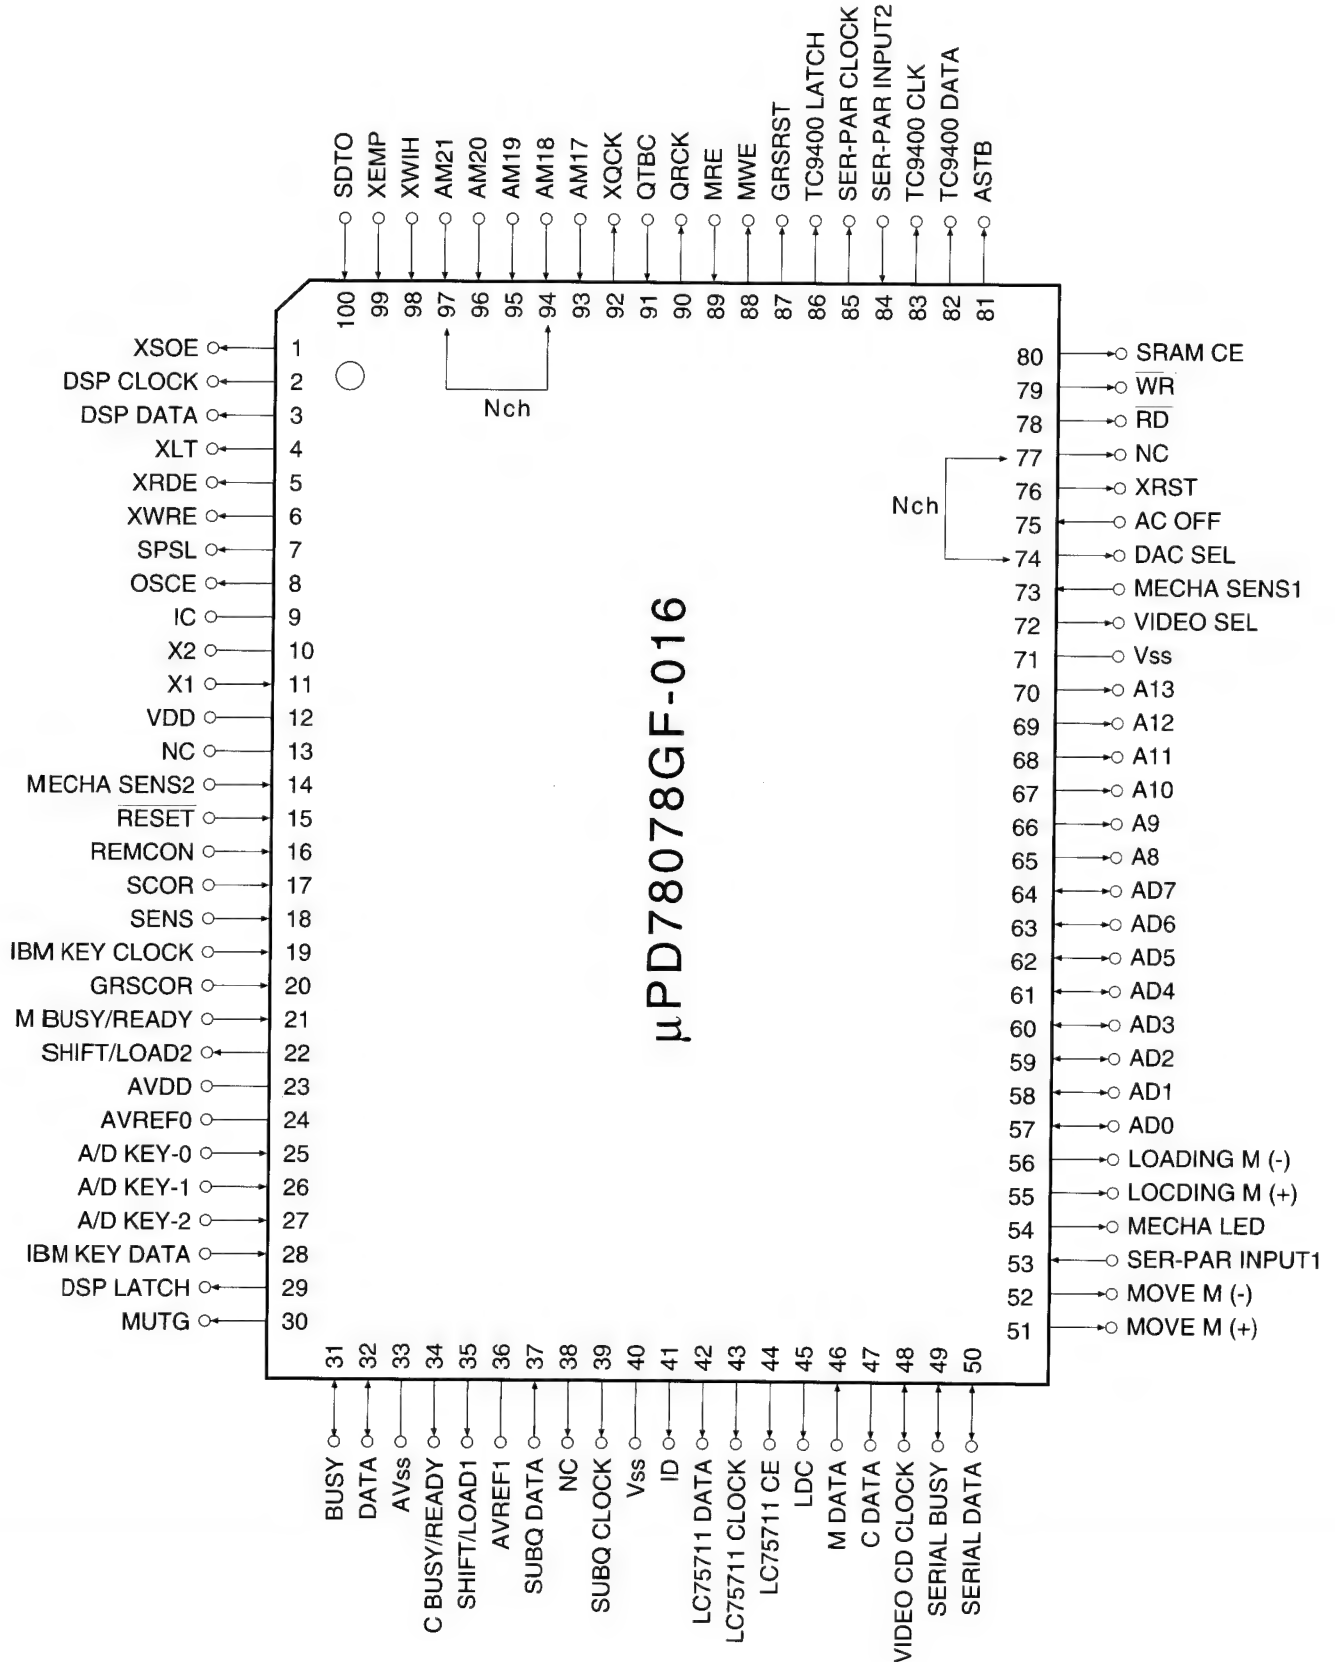 SDTO
XEMP
XWIH
AM21
AM20
AM19
AM18
AM17
XQCK
QTBC
QRCK
MRE
MWE
GRSRST
TC9400 LATCH
SER-PAR CLOCK
SER-PAR INPUT2
TC9400 CLK
TC9400 DATA
ASTB
100
99
98
97
96
95
94
93
92
91
90
89
88
87
86
85
84
83
82
81
Nch
XSOE 1
DSP CLOCK 2
DSP DATA 3
XLT 4
XRDE 5
XWRE 6
SPSL 7
OSCE 8
IC 9
X2 10
X1 11
VDD 12
NC 13
MECHA SENS2 14
RESET 15
REMCON 16
SCOR 17
SENS 18
IBM KEY CLOCK 19
GRSCOR 20
M BUSY/READY 21
SHIFT/LOAD2 22
AVDD 23
AVREF0 24
A/D KEY-0 25
A/D KEY-1 26
A/D KEY-2 27
IBM KEY DATA 28
DSP LATCH 29
MUTG 30
µPD78078GF-016
80 SRAM CE
79 WR
78 RD
77 NC
76 XRST
Nch
75 AC OFF
74 DAC SEL
73 MECHA SENS1
72 VIDEO SEL
71 Vss
70 A13
69 A12
68 A11
67 A10
66 A9
65 A8
64 AD7
63 AD6
62 AD5
61 AD4
60 AD3
59 AD2
58 AD1
57 AD0
56 LOADING M (-)
55 LOCDING M (+)
54 MECHA LED
53 SER-PAR INPUT1
52 MOVE M (-)
51 MOVE M (+)
31
32
33
34
35
36
37
38
39
40
41
42
43
44
45
46
47
48
49
50
BUSY
DATA
AVss
C BUSY/READY
SHIFT/LOAD1
AVREF1
SUBQ DATA
NC
SUBQ CLOCK
Vss
ID
LC75711 DATA
LC75711 CLOCK
LC75711 CE
LDC
M DATA
C DATA
VIDEO CD CLOCK
SERIAL BUSY
SERIAL DATA